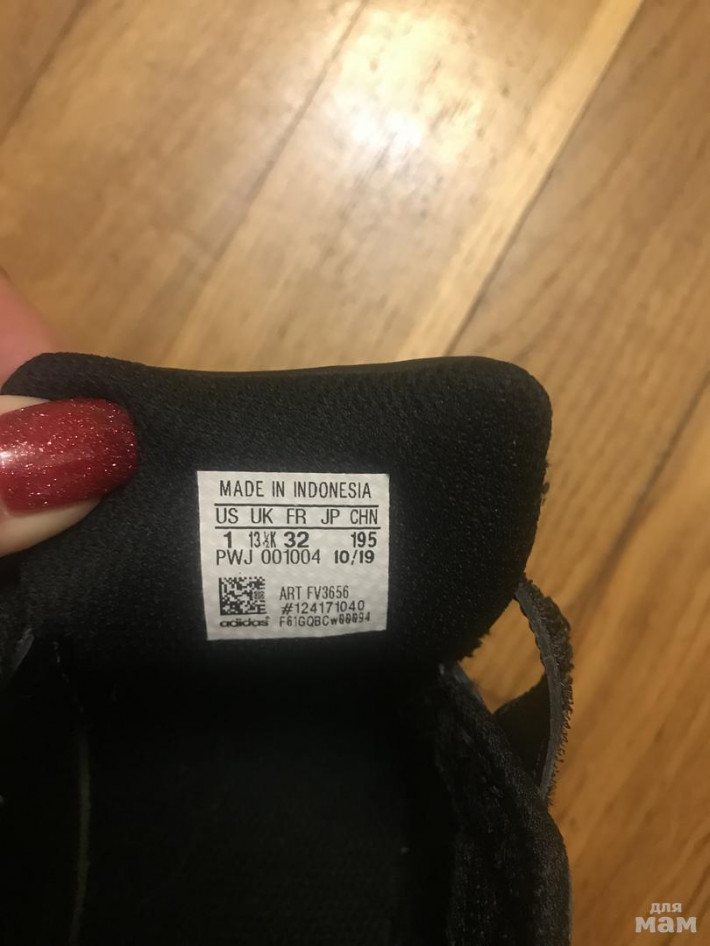 MADE IN INDONESIA
US UK FR JP CHN
1 13½K 32 195
PWJ 001004 10/19
ART FV3656
#124171040
adidas F61GQBCw00094
для
мам